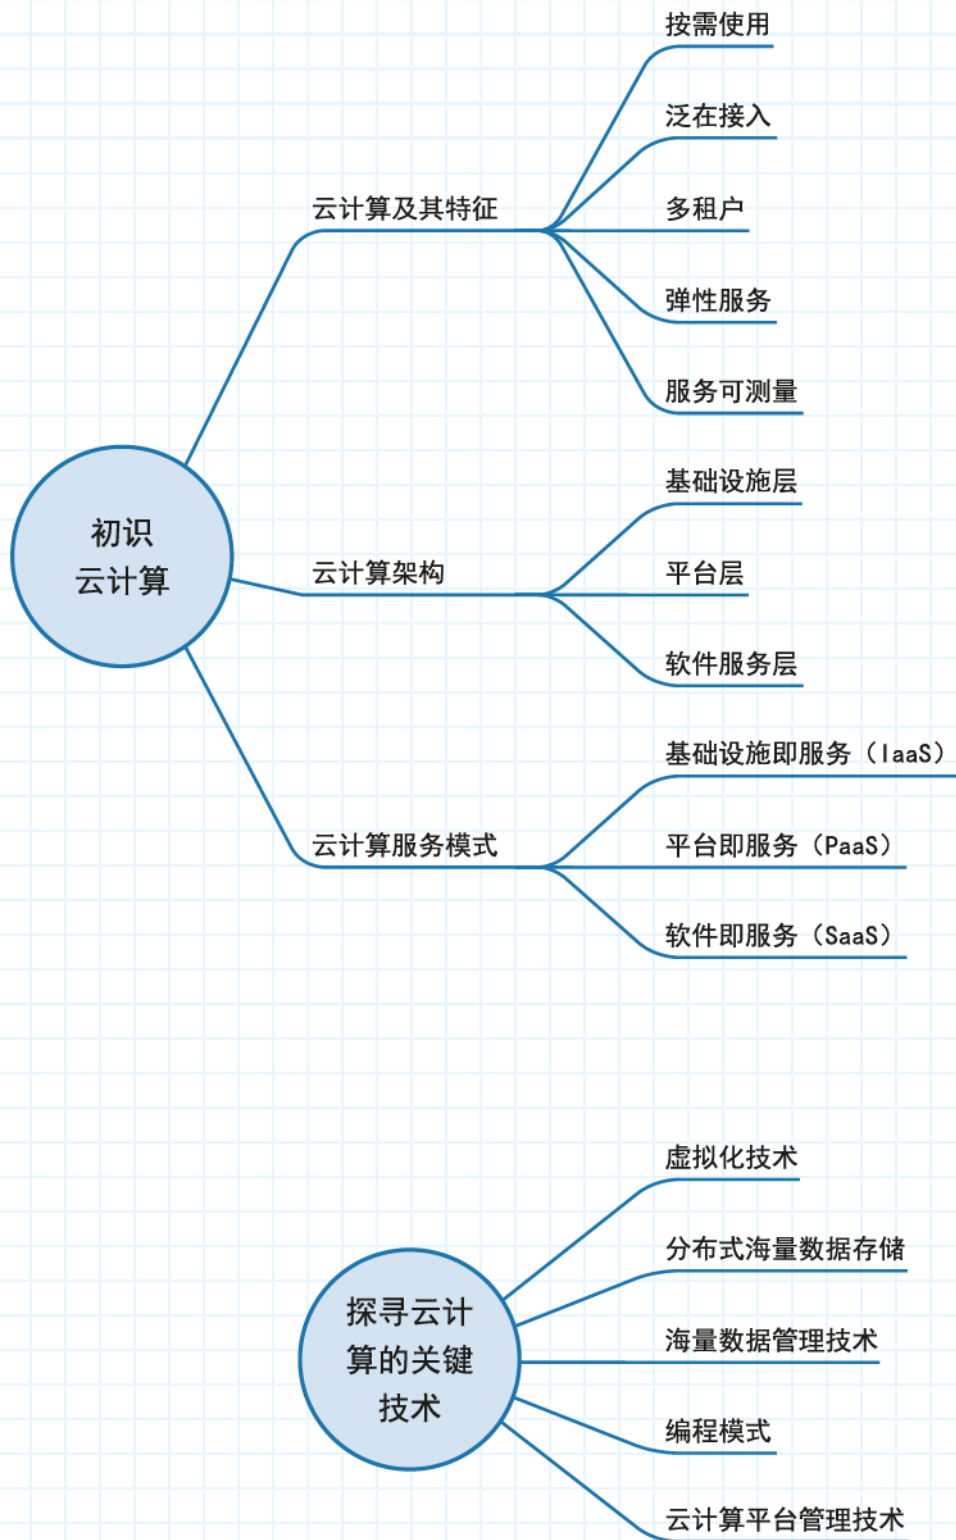 初识
云计算
云计算及其特征
按需使用
泛在接入
多租户
弹性服务
服务可测量
云计算架构
基础设施层
平台层
软件服务层
云计算服务模式
基础设施即服务（IaaS）
平台即服务（PaaS）
软件即服务（SaaS）
探寻云计
算的关键
技术
虚拟化技术
分布式海量数据存储
海量数据管理技术
编程模式
云计算平台管理技术